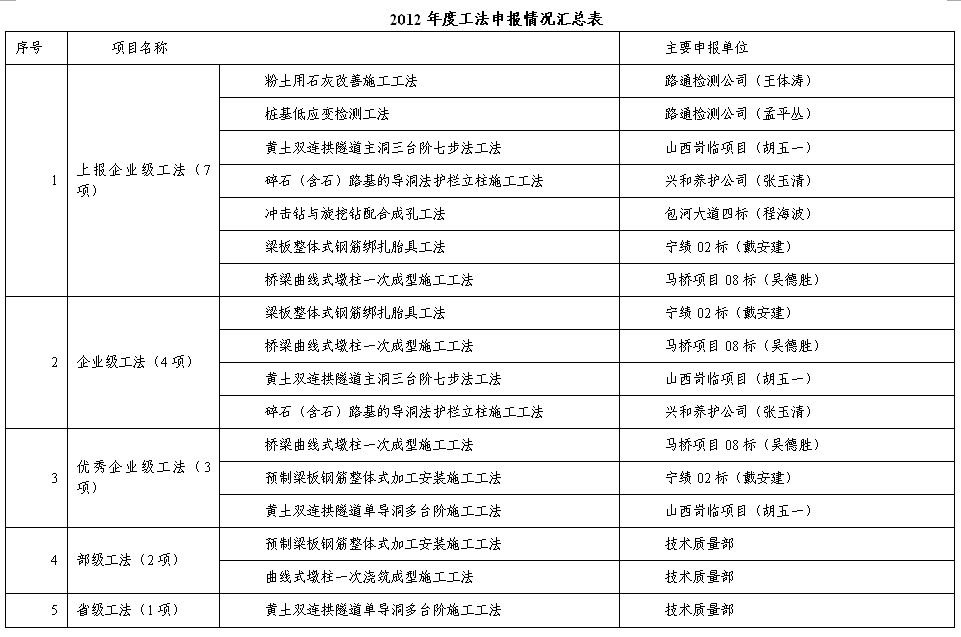 2012 年度工法申报情况汇总表
序号 项目名称 主要申报单位
1 上报企业级工法（7项）
粉土用石灰改善施工工法 路通检测公司（王体涛）
桩基低应变检测工法 路通检测公司（孟平丛）
黄土双连拱隧道主洞三台阶七步法工法 山西岢临项目（胡五一）
碎石（含石）路基的导洞法护栏立柱施工工法 兴和养护公司（张玉清）
冲击钻与旋挖钻配合成孔工法 包河大道四标（程海波）
梁板整体式钢筋绑扎胎具工法 宁绩 02 标（戴安建）
桥梁曲线式墩柱一次成型施工工法 马桥项目 08 标（吴德胜）
2 企业级工法（4 项）
梁板整体式钢筋绑扎胎具工法 宁绩 02 标（戴安建）
桥梁曲线式墩柱一次成型施工工法 马桥项目 08 标（吴德胜）
黄土双连拱隧道主洞三台阶七步法工法 山西岢临项目（胡五一）
碎石（含石）路基的导洞法护栏立柱施工工法 兴和养护公司（张玉清）
3 优秀企业级工法（3项）
桥梁曲线式墩柱一次成型施工工法 马桥项目 08 标（吴德胜）
预制梁板钢筋整体式加工安装施工工法 宁绩 02 标（戴安建）
黄土双连拱隧道单导洞多台阶施工工法 山西岢临项目（胡五一）
4 部级工法（2 项）
预制梁板钢筋整体式加工安装施工工法 技术质量部
曲线式墩柱一次浇筑成型施工工法 技术质量部
5 省级工法（1 项） 黄土双连拱隧道单导洞多台阶施工工法 技术质量部